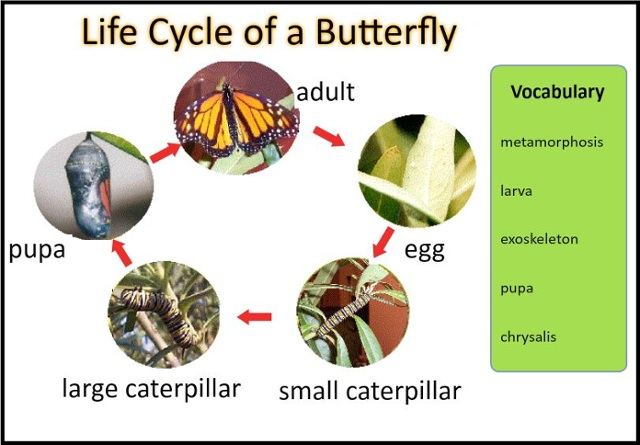 Life Cycle of a Butterfly
adult
egg
small caterpillar
large caterpillar
pupa
Vocabulary
metamorphosis
larva
exoskeleton
pupa
chrysalis